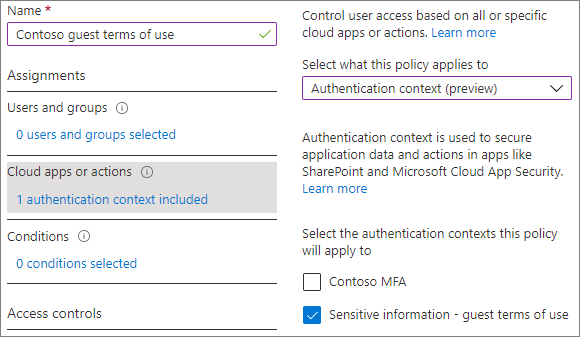 Name *
Contoso guest terms of use
Assignments
Users and groups
0 users and groups selected
Cloud apps or actions
1 authentication context included
Conditions
0 conditions selected
Access controls
Control user access based on all or specific
cloud apps or actions. Learn more
Select what this policy applies to
Authentication context (preview)
Authentication context is used to secure
application data and actions in apps like
SharePoint and Microsoft Cloud App Security.
Learn more
Select the authentication contexts this policy
will apply to
Contoso MFA
Sensitive information - guest terms of use